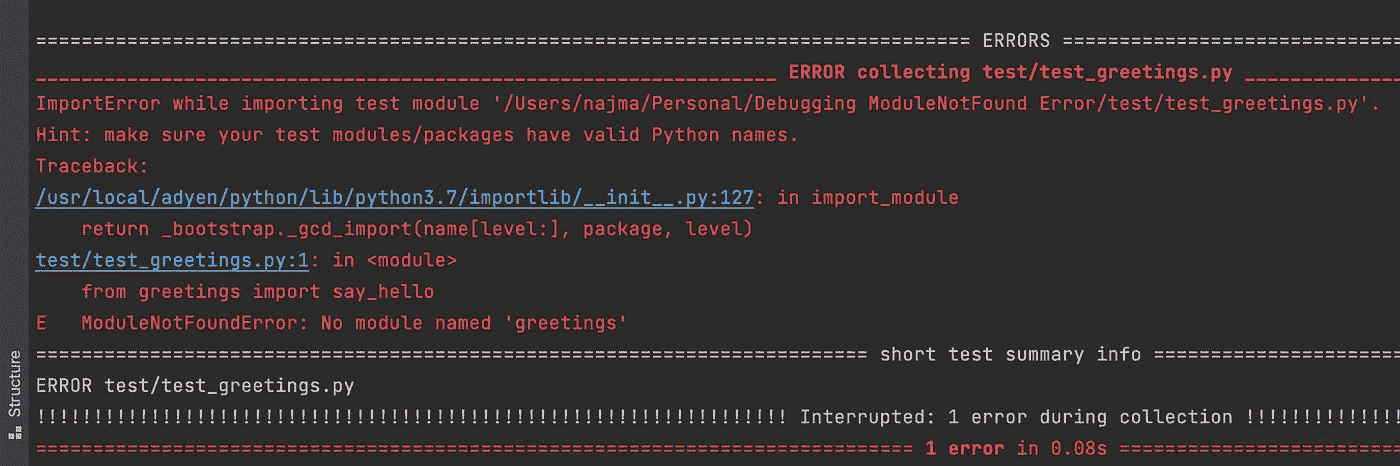 ================================================================================== ERRORS ==============================
_________________________________________________________________ ERROR collecting test/test_greetings.py ______________
ImportError while importing test module '/Users/najma/Personal/Debugging ModuleNotFound Error/test/test_greetings.py'.
Hint: make sure your test modules/packages have valid Python names.
Traceback:
/usr/local/adyen/python/lib/python3.7/importlib/__init__.py:127: in import_module
    return _bootstrap._gcd_import(name[level:], package, level)
test/test_greetings.py:1: in <module>
    from greetings import say_hello
E   ModuleNotFoundError: No module named 'greetings'
========================================================================= short test summary info ======================
ERROR test/test_greetings.py
!!!!!!!!!!!!!!!!!!!!!!!!!!!!!!!!!!!!!!!!!!!!!!!!!!!!!!!!!!!!!!!!!! Interrupted: 1 error during collection !!!!!!!!!!!!!!
============================================================================= 1 error in 0.08s =========================
Structure